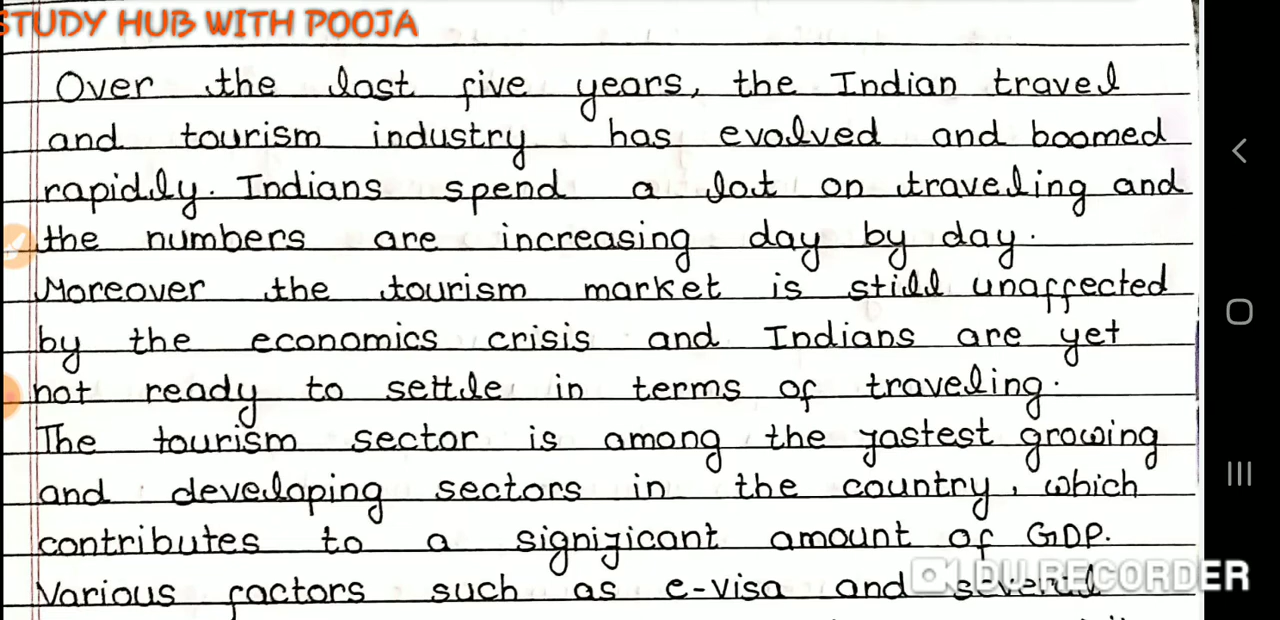 STUDY HUB WITH POOJA
Over the last five years, the Indian travel
and tourism industry has evolved and boomed
rapidly. Indians spend a lot on traveling and
the numbers are increasing day by day.
Moreover the tourism market is still unaffected
by the economics crisis and Indians are yet
not ready to settle in terms of traveling.
The tourism sector is among the fastest growing
and developing sectors in the country, which
contributes to a significant amount of GDP.
Various factors such as e-visa and several
DU RECORDER